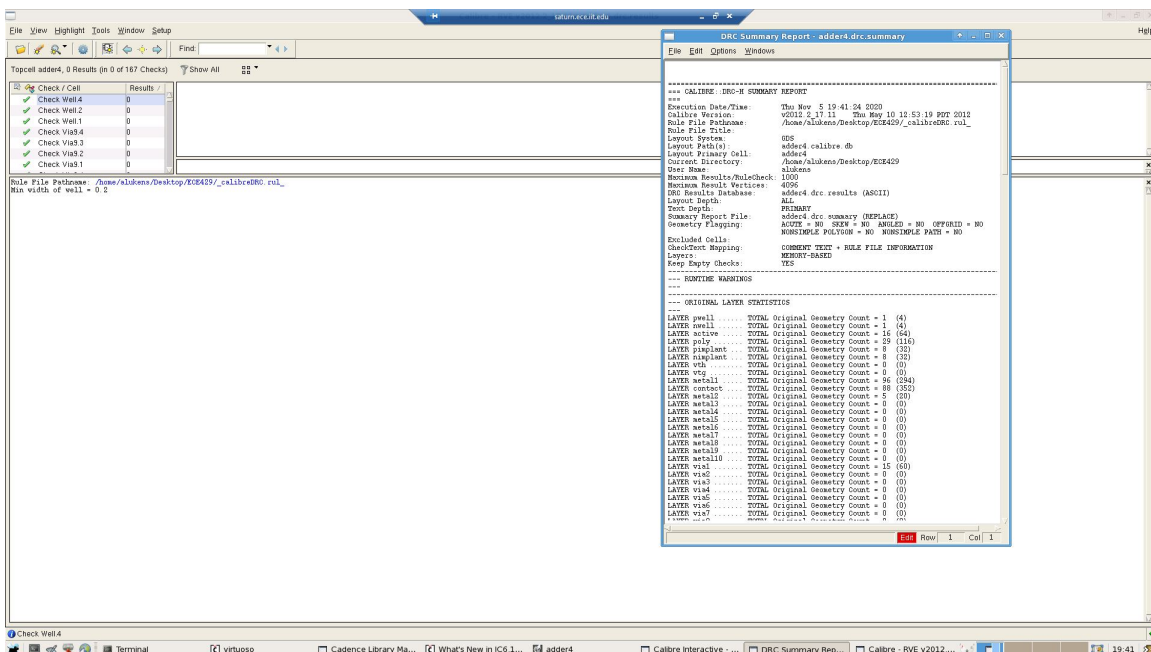 saturn.ece.iit.edu
File View Highlight Tools Window Setup
Help
Find:
Topcell adder4, 0 Results (in 0 of 167 Checks) Show All
Check / Cell Results
Check Well.4 0
Check Well.2 0
Check Well.1 0
Check Via9.4 0
Check Via9.3 0
Check Via9.2 0
Check Via9.1 0
Rule File Pathname: /home/alukens/Desktop/ECE429/_calibreDRC.rul_
Min width of well = 0.2
DRC Summary Report - adder4.drc.summary
File Edit Options Windows
=== CALIBRE::DRC-H SUMMARY REPORT
===
Execution Date/Time: Thu Nov 5 19:41:24 2020
Calibre Version: v2012.2_17.11 Thu May 10 12:53:19 PDT 2012
Rule File Pathname: /home/alukens/Desktop/ECE429/_calibreDRC.rul_
Rule File Title:
Layout System: GDS
Layout Path(s): adder4.calibre.db
Layout Primary Cell: adder4
Current Directory: /home/alukens/Desktop/ECE429
User Name: alukens
Maximum Results/RuleCheck: 1000
Maximum Result Vertices: 4096
DRC Results Database: adder4.drc.results (ASCII)
Layout Depth: ALL
Text Depth: PRIMARY
Summary Report File: adder4.drc.summary (REPLACE)
Geometry Flagging: ACUTE = NO SKEW = NO ANGLED = NO OFFGRID = NO
NONSIMPLE POLYGON = NO NONSIMPLE PATH = NO
Excluded Cells:
CheckText Mapping: COMMENT TEXT + RULE FILE INFORMATION
Layers: MEMORY-BASED
Keep Empty Checks: YES
--- RUNTIME WARNINGS
---
--- ORIGINAL LAYER STATISTICS
---
LAYER pwell ...... TOTAL Original Geometry Count = 1 (4)
LAYER nwell ...... TOTAL Original Geometry Count = 1 (4)
LAYER active ..... TOTAL Original Geometry Count = 16 (64)
LAYER poly ....... TOTAL Original Geometry Count = 29 (116)
LAYER pimplant ... TOTAL Original Geometry Count = 8 (32)
LAYER nimplant ... TOTAL Original Geometry Count = 8 (32)
LAYER vth ........ TOTAL Original Geometry Count = 0 (0)
LAYER vtg ........ TOTAL Original Geometry Count = 0 (0)
LAYER metal1 ..... TOTAL Original Geometry Count = 96 (294)
LAYER contact .... TOTAL Original Geometry Count = 88 (352)
LAYER metal2 ..... TOTAL Original Geometry Count = 5 (20)
LAYER metal3 ..... TOTAL Original Geometry Count = 0 (0)
LAYER metal4 ..... TOTAL Original Geometry Count = 0 (0)
LAYER metal5 ..... TOTAL Original Geometry Count = 0 (0)
LAYER metal6 ..... TOTAL Original Geometry Count = 0 (0)
LAYER metal7 ..... TOTAL Original Geometry Count = 0 (0)
LAYER metal8 ..... TOTAL Original Geometry Count = 0 (0)
LAYER metal9 ..... TOTAL Original Geometry Count = 0 (0)
LAYER metal10 .... TOTAL Original Geometry Count = 0 (0)
LAYER via1 ....... TOTAL Original Geometry Count = 15 (60)
LAYER via2 ....... TOTAL Original Geometry Count = 0 (0)
LAYER via3 ....... TOTAL Original Geometry Count = 0 (0)
LAYER via4 ....... TOTAL Original Geometry Count = 0 (0)
LAYER via5 ....... TOTAL Original Geometry Count = 0 (0)
LAYER via6 ....... TOTAL Original Geometry Count = 0 (0)
LAYER via7 ....... TOTAL Original Geometry Count = 0 (0)
Edit Row 1 Col 1
Check Well.4
Terminal virtuoso Cadence Library Ma... What's New in IC6.1... adder4 Calibre Interactive - ... DRC Summary Rep... Calibre - RVE v2012.... 19:41